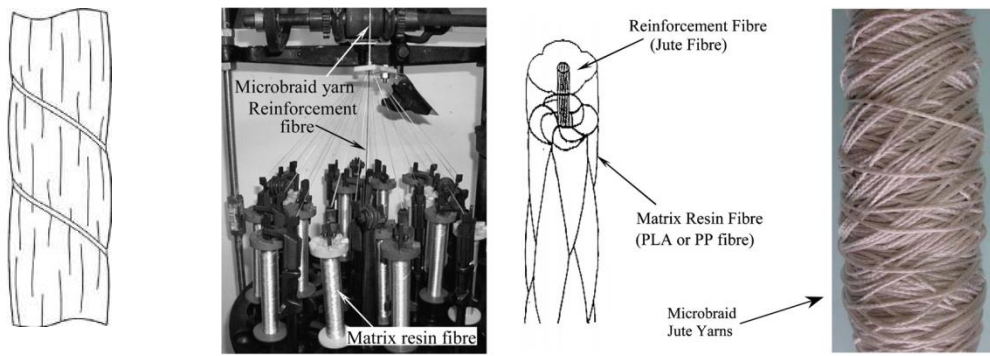 Microbraid yarn
Reinforcement
fibre
Matrix resin fibre
Reinforcement Fibre
(Jute Fibre)
Matrix Resin Fibre
(PLA or PP fibre)
Microbraid
Jute Yarns